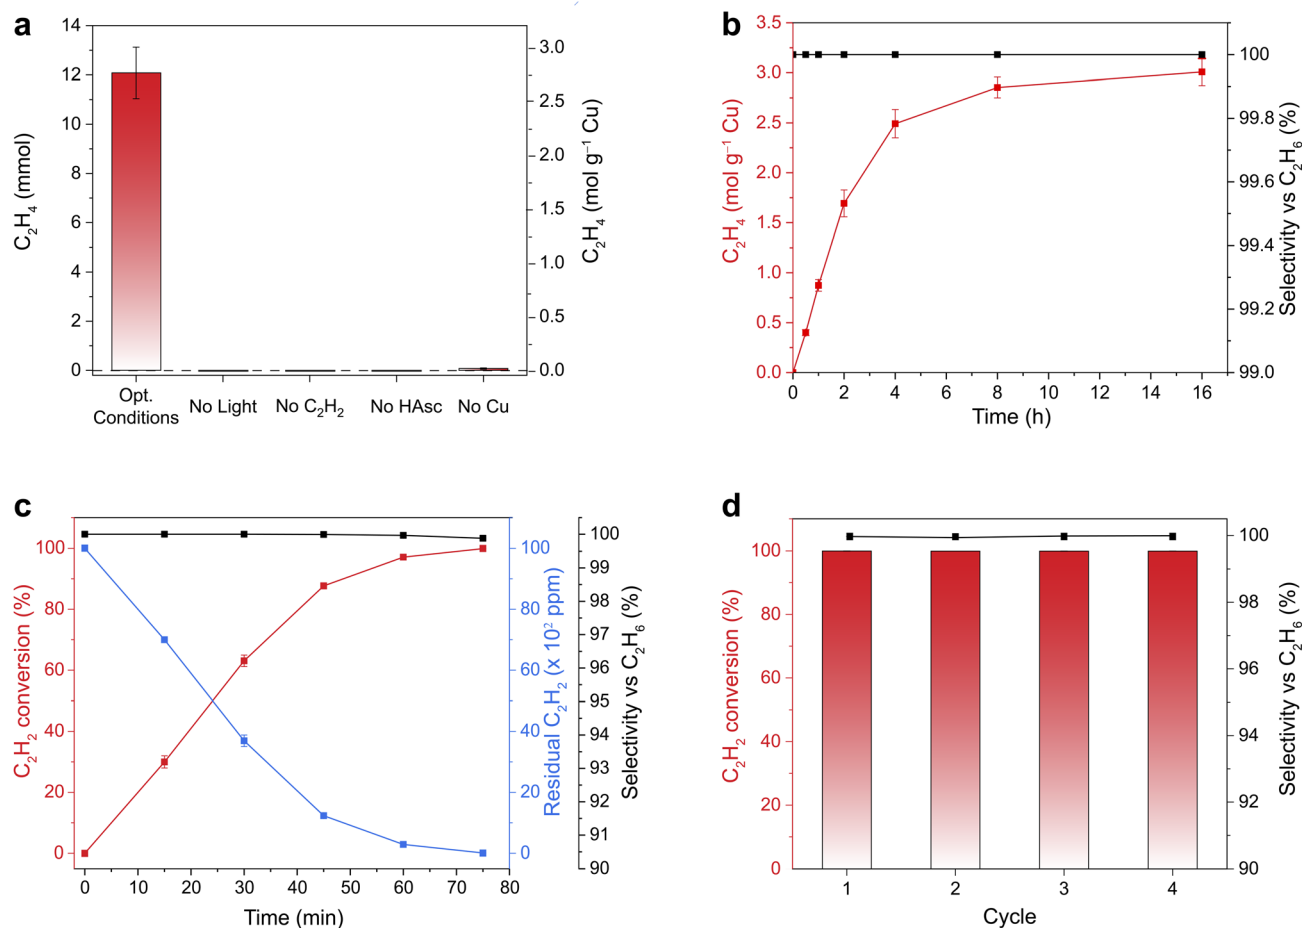 a
14
12
10
8
6
4
2
0
C₂H₄ (mmol)
3.0
2.5
2.0
1.5
1.0
0.5
0.0
C₂H₄ (mol g⁻¹ Cu)
Opt.
Conditions
No Light
No C₂H₂
No HAsc
No Cu
b
3.5
3.0
2.5
2.0
1.5
1.0
0.5
0.0
C₂H₄ (mol g⁻¹ Cu)
100
99.8
99.6
99.4
99.2
99.0
Selectivity vs C₂H₆ (%)
0 2 4 6 8 10 12 14 16
Time (h)
c
100
80
60
40
20
0
C₂H₂ conversion (%)
100
80
60
40
20
0
Residual C₂H₂ (x 10² ppm)
100
99
98
97
96
95
94
93
92
91
90
Selectivity vs C₂H₆ (%)
0 10 20 30 40 50 60 70 80
Time (min)
d
100
80
60
40
20
0
C₂H₂ conversion (%)
100
98
96
94
92
90
Selectivity vs C₂H₆ (%)
1 2 3 4
Cycle